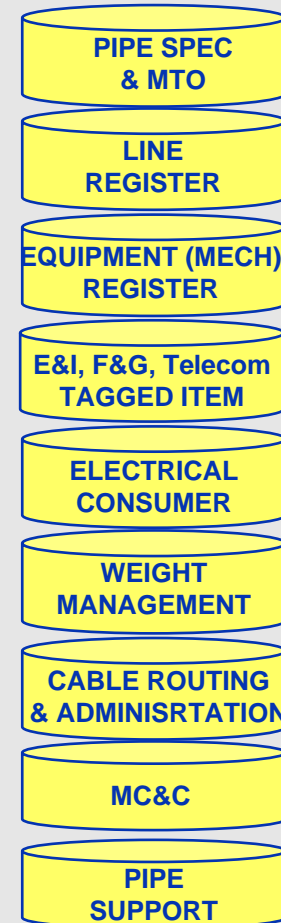 PIPE SPEC
& MTO
LINE
REGISTER
EQUIPMENT (MECH)
REGISTER
E&I, F&G, Telecom
TAGGED ITEM
ELECTRICAL
CONSUMER
WEIGHT
MANAGEMENT
CABLE ROUTING
& ADMINISRTATION
MC&C
PIPE
SUPPORT